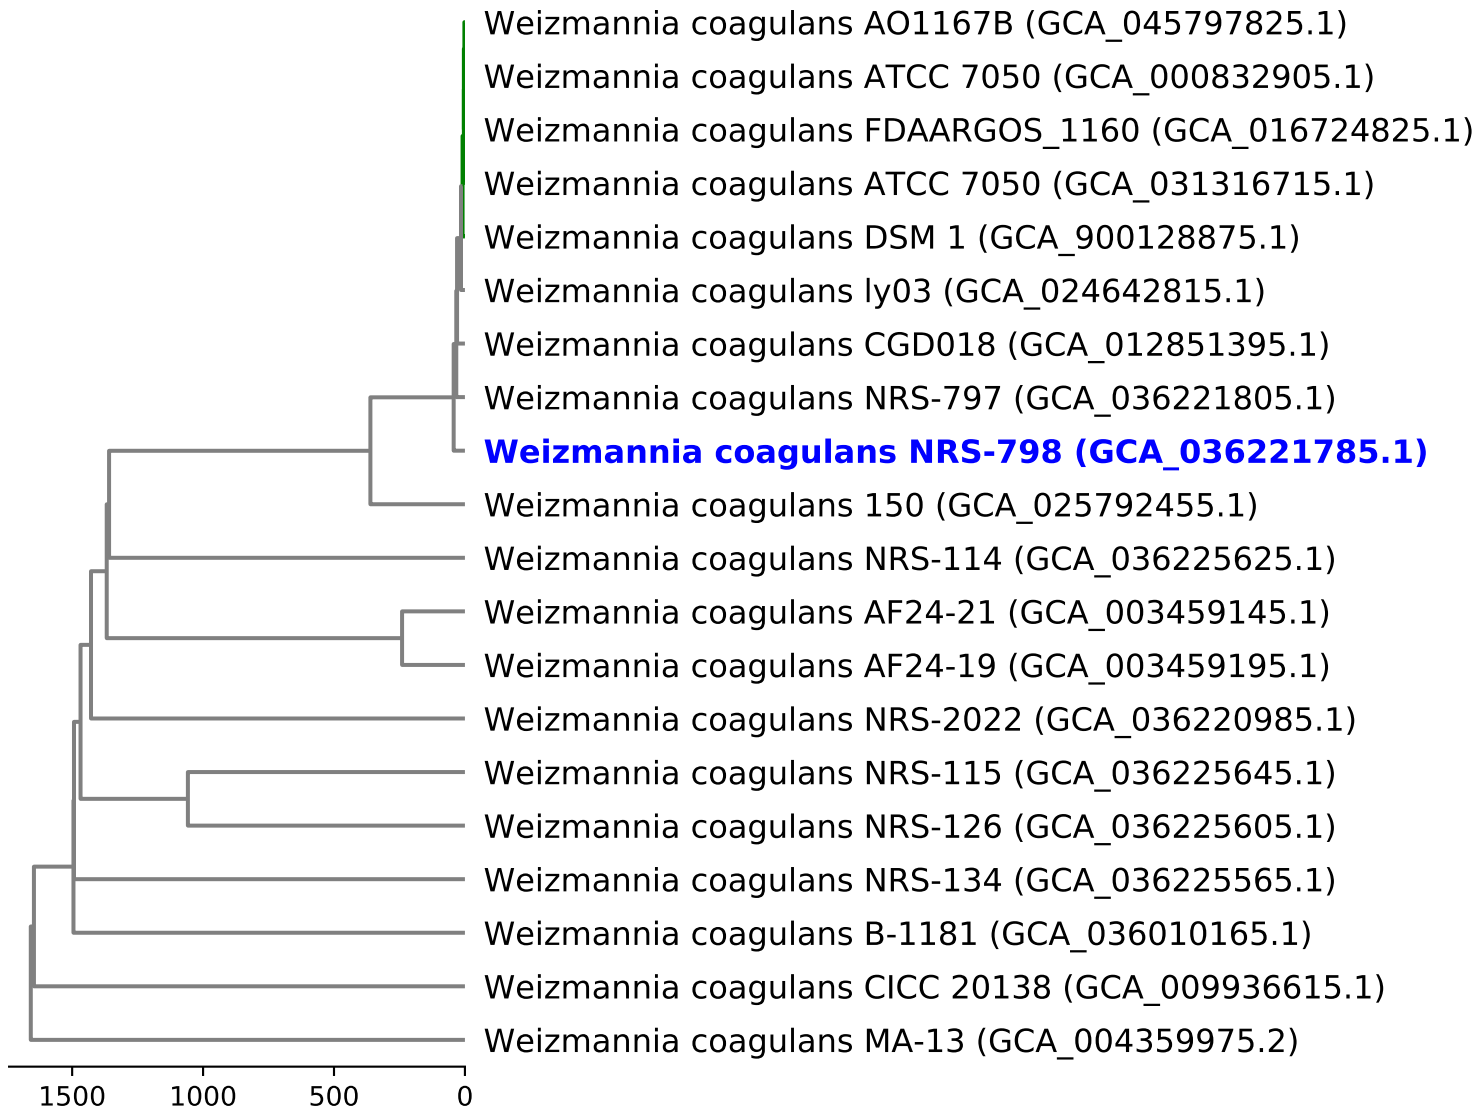 Weizmannia coagulans AO1167B (GCA_045797825.1)
Weizmannia coagulans ATCC 7050 (GCA_000832905.1)
Weizmannia coagulans FDAARGOS_1160 (GCA_016724825.1)
Weizmannia coagulans ATCC 7050 (GCA_031316715.1)
Weizmannia coagulans DSM 1 (GCA_900128875.1)
Weizmannia coagulans ly03 (GCA_024642815.1)
Weizmannia coagulans CGD018 (GCA_012851395.1)
Weizmannia coagulans NRS-797 (GCA_036221805.1)
Weizmannia coagulans NRS-798 (GCA_036221785.1)
Weizmannia coagulans 150 (GCA_025792455.1)
Weizmannia coagulans NRS-114 (GCA_036225625.1)
Weizmannia coagulans AF24-21 (GCA_003459145.1)
Weizmannia coagulans AF24-19 (GCA_003459195.1)
Weizmannia coagulans NRS-2022 (GCA_036220985.1)
Weizmannia coagulans NRS-115 (GCA_036225645.1)
Weizmannia coagulans NRS-126 (GCA_036225605.1)
Weizmannia coagulans NRS-134 (GCA_036225565.1)
Weizmannia coagulans B-1181 (GCA_036010165.1)
Weizmannia coagulans CICC 20138 (GCA_009936615.1)
Weizmannia coagulans MA-13 (GCA_004359975.2)
1500 1000 500 0